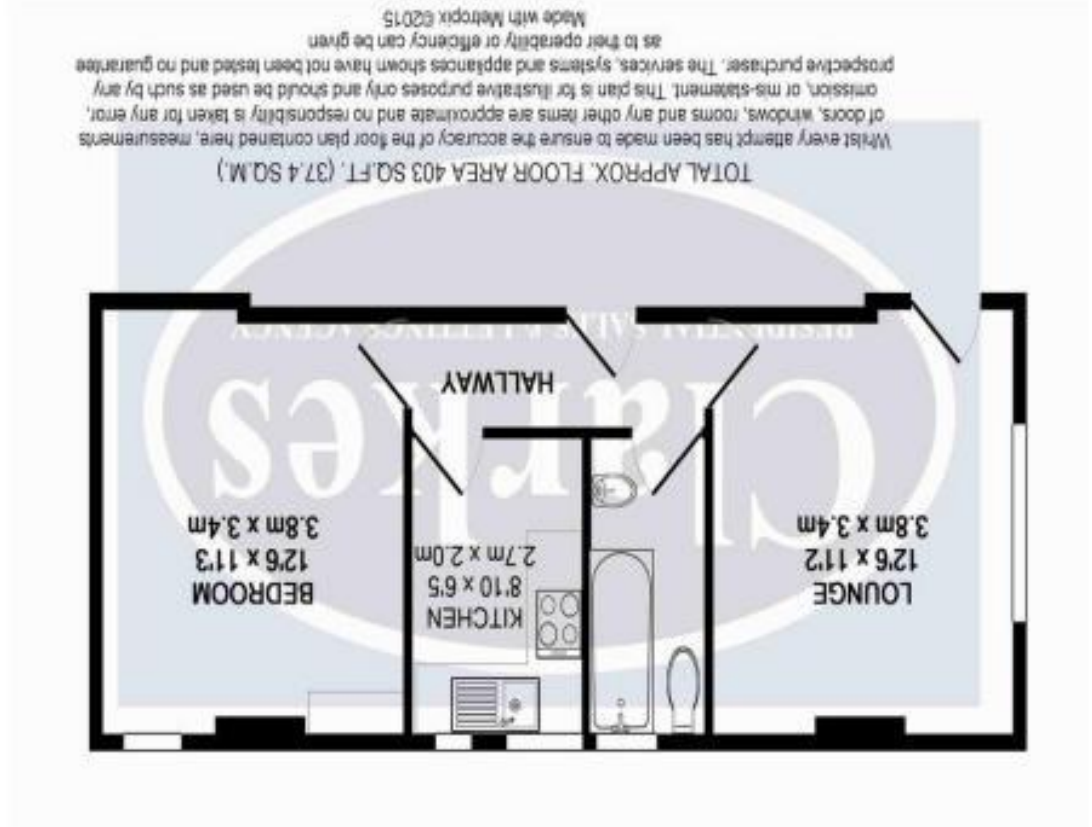 LOUNGE
12'6 x 11'2
3.8m x 3.4m
KITCHEN
8'10 x 6'5
2.7m x 2.0m
BEDROOM
12'6 x 11'3
3.8m x 3.4m
Clarkes
HALLWAY
RESIDENTIAL SALES & LETTINGS AGENCY
TOTAL APPROX. FLOOR AREA 403 SQ.FT. (37.4 SQ.M.)
Whilst every attempt has been made to ensure the accuracy of the floor plan contained here, measurements
of doors, windows, rooms and any other items are approximate and no responsibility is taken for any error,
omission, or mis-statement. This plan is for illustrative purposes only and should be used as such by any
prospective purchaser. The services, systems and appliances shown have not been tested and no guarantee
as to their operability or efficiency can be given
Made with Metropix ©2015